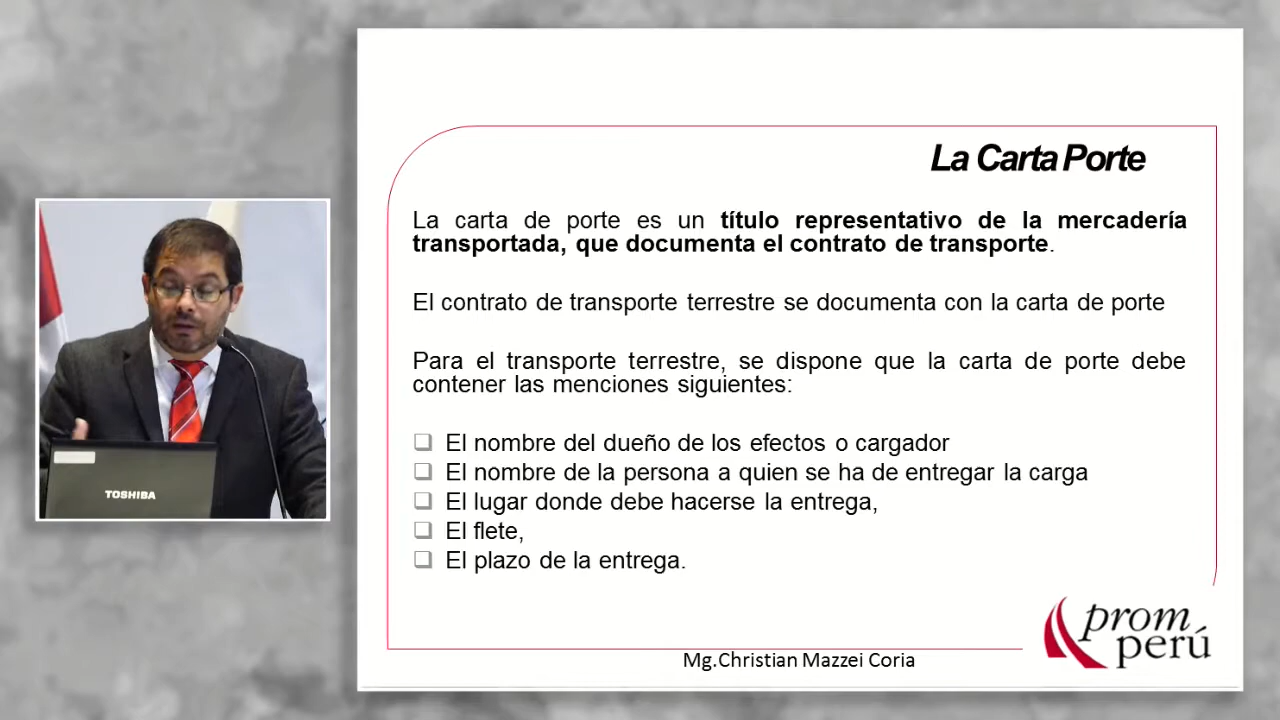 La Carta Porte
La carta de porte es un título representativo de la mercadería
transportada, que documenta el contrato de transporte.
El contrato de transporte terrestre se documenta con la carta de porte
Para el transporte terrestre, se dispone que la carta de porte debe
contener las menciones siguientes:
El nombre del dueño de los efectos o cargador
El nombre de la persona a quien se ha de entregar la carga
El lugar donde debe hacerse la entrega,
El flete,
El plazo de la entrega.
Mg.Christian Mazzei Coria
prom
perú
TOSHIBA